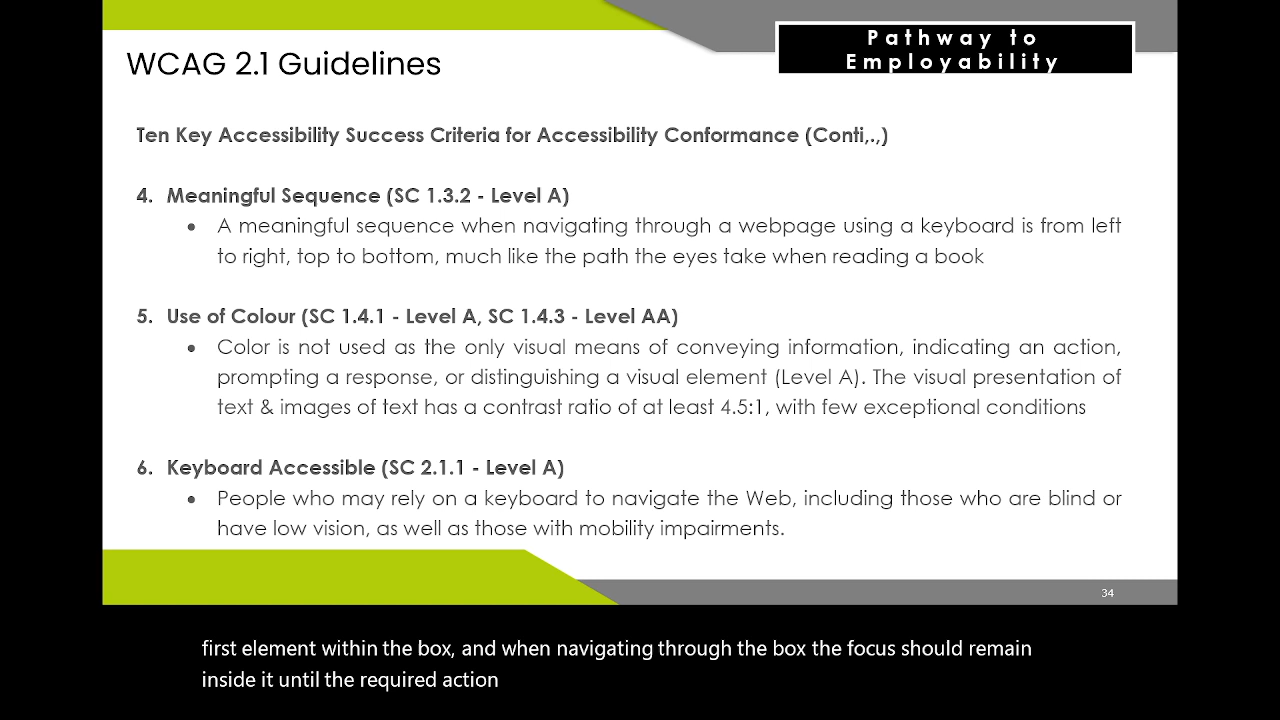 Pathway to
Employability
WCAG 2.1 Guidelines
Ten Key Accessibility Success Criteria for Accessibility Conformance (Conti,.,)
4. Meaningful Sequence (SC 1.3.2 - Level A)
• A meaningful sequence when navigating through a webpage using a keyboard is from left
to right, top to bottom, much like the path the eyes take when reading a book
5. Use of Colour (SC 1.4.1 - Level A, SC 1.4.3 - Level AA)
• Color is not used as the only visual means of conveying information, indicating an action,
prompting a response, or distinguishing a visual element (Level A). The visual presentation of
text & images of text has a contrast ratio of at least 4.5:1, with few exceptional conditions
6. Keyboard Accessible (SC 2.1.1 - Level A)
• People who may rely on a keyboard to navigate the Web, including those who are blind or
have low vision, as well as those with mobility impairments.
34
first element within the box, and when navigating through the box the focus should remain
inside it until the required action